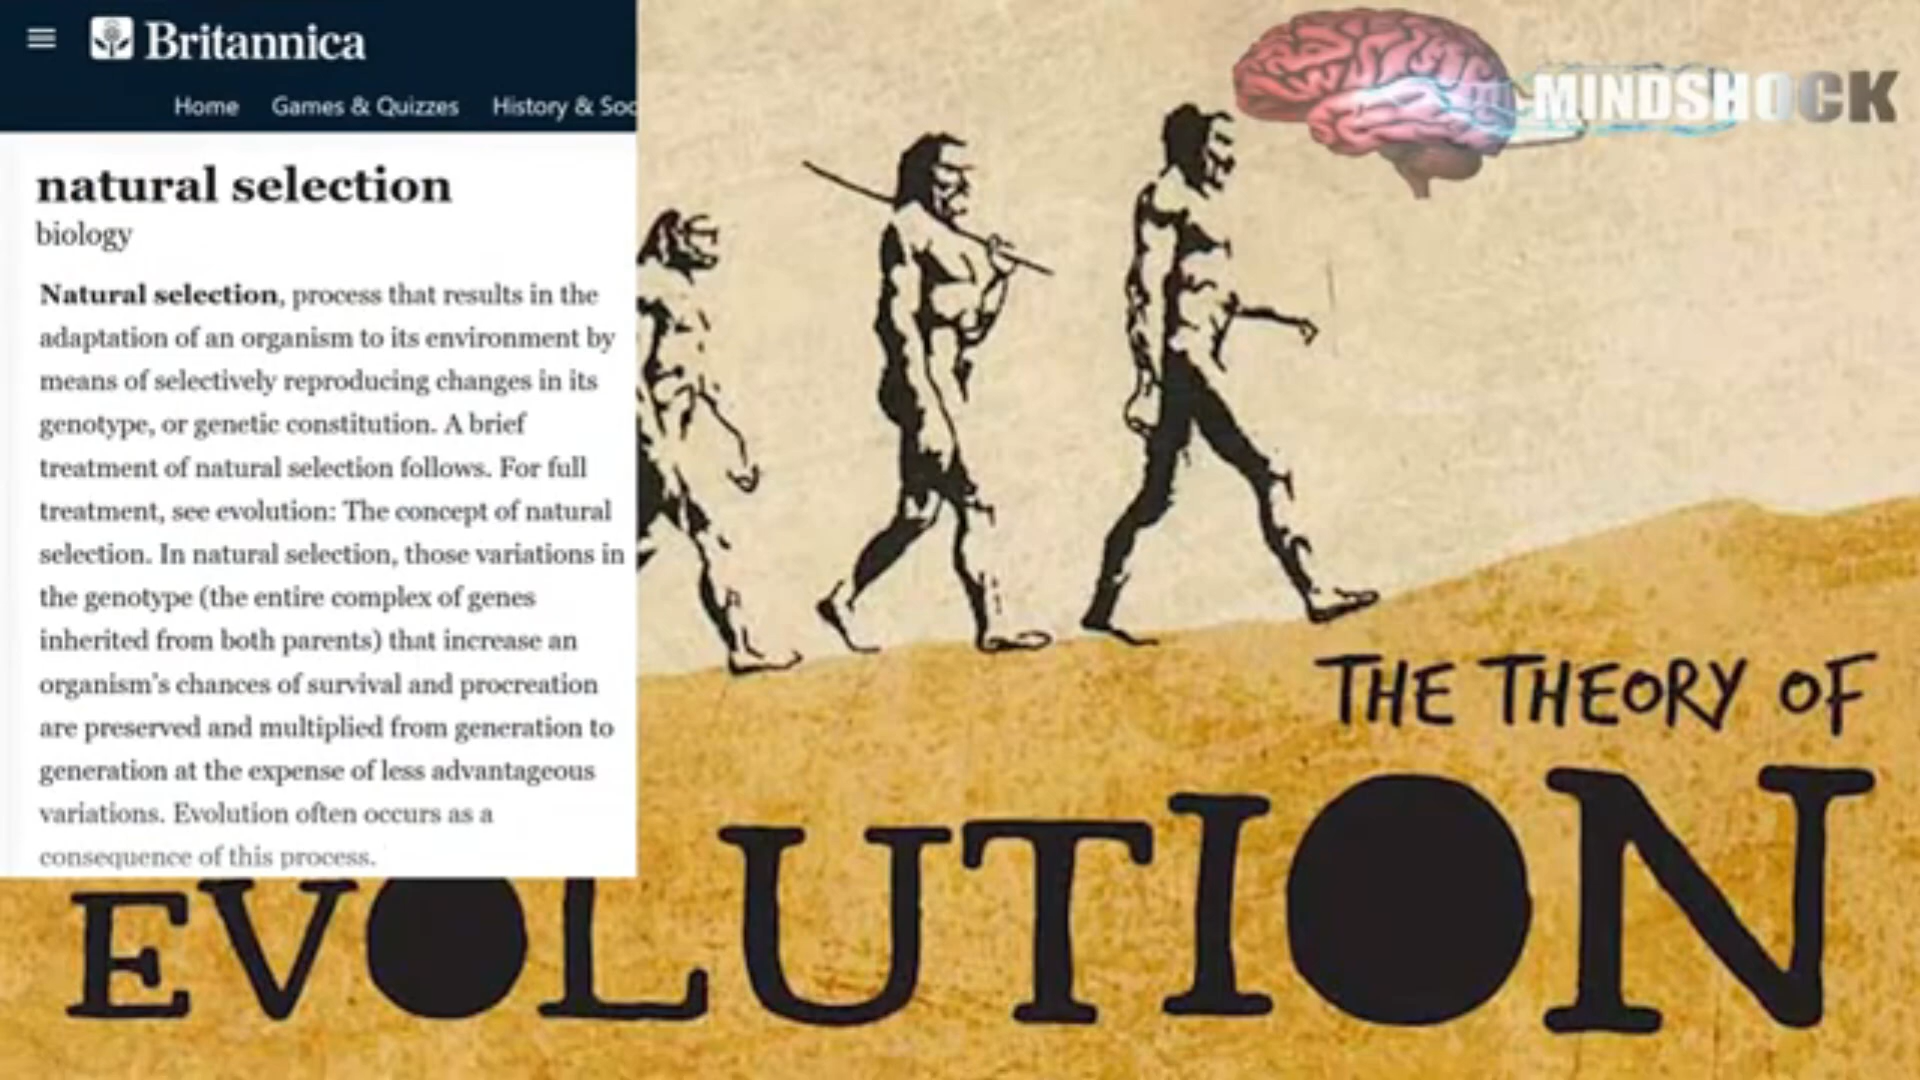 Britannica
Home Games & Quizzes History & Soc
natural selection
biology
Natural selection, process that results in the
adaptation of an organism to its environment by
means of selectively reproducing changes in its
genotype, or genetic constitution. A brief
treatment of natural selection follows. For full
treatment, see evolution: The concept of natural
selection. In natural selection, those variations in
the genotype (the entire complex of genes
inherited from both parents) that increase an
organism's chances of survival and procreation
are preserved and multiplied from generation to
generation at the expense of less advantageous
variations. Evolution often occurs as a
consequence of this process.
MINDSHOCK
THE THEORY OF
EVOLUTION